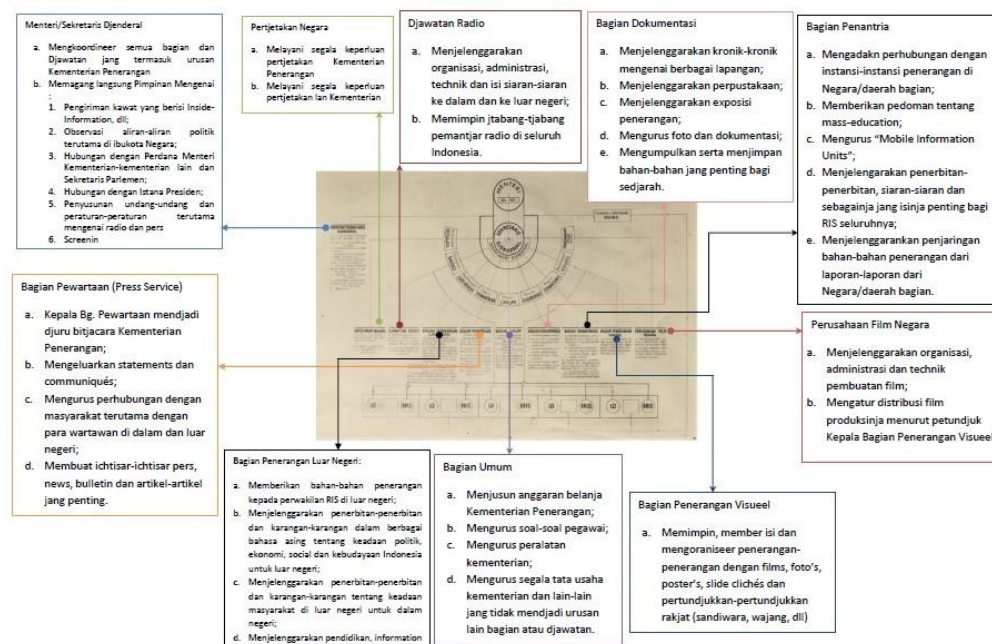 Menteri/Sekretaris Djenderal
a. Mengkoordineer semua bagian dan
Djawatan jang termasuk urusan
Kementerian Penerangan
b. Memagang langsung Pimpinan Mengenai
:
1. Pengiriman kawat yang berisi Inside-
Information, dll;
2. Observasi aliran-aliran politik
terutama di ibukota Negara;
3. Hubungan dengan Perdana Menteri
Kementerian-kementerian lain dan
Sekretaris Parlemen;
4. Hubungan dengan Istana Presiden;
5. Penyusunan undang-undang dan
peraturan-peraturan terutama
mengenai radio dan pers
6. Screenin
Pertjetakan Negara
a. Melayani segala keperluan
pertjetakan Kementerian
Penerangan
b. Melayani segala keperluan
pertjetakan lan Kementerian
Djawatan Radio
a. Menjelenggarakan
organisasi, administrasi,
technik dan isi siaran-siaran
ke dalam dan ke luar negeri;
b. Memimpin jtabang-tjabang
pemantjar radio di seluruh
Indonesia.
Bagian Dokumentasi
a. Menjelenggarakan kronik-kronik
mengenai berbagai lapangan;
b. Menjelenggarakan perpustakaan;
c. Menjelenggarakan exposisi
penerangan;
d. Mengurus foto dan dokumentasi;
e. Mengumpulkan serta menjimpan
bahan-bahan jang penting bagi
sedjarah.
Bagian Penantria
a. Mengadakn perhubungan dengan
instansi-instansi penerangan di
Negara/daerah bagian;
b. Memberikan pedoman tentang
mass-education;
c. Mengurus "Mobile Information
Units";
d. Menjelengarakan penerbitan-
penerbitan, siaran-siaran dan
sebagainja jang isinja penting bagi
RIS seluruhnya;
e. Menjelenggarankan penjaringan
bahan-bahan penerangan dari
laporan-laporan dari
Negara/daerah bagian.
MENTERI
Bagian Pewartaan (Press Service)
a. Kepala Bg. Pewartaan mendjadi
djuru bitjacara Kementerian
Penerangan;
b. Mengeluarkan statements dan
communiqués;
c. Mengurus perhubungan dengan
masyarakat terutama dengan
para wartawan di dalam dan luar
negeri;
d. Membuat ichtisar-ichtisar pers,
news, bulletin dan artikel-artikel
jang penting.
Perusahaan Film Negara
a. Menjelenggarakan organisasi,
administrasi dan technik
pembuatan film;
b. Mengatur distribusi film
produksinja menurut petundjuk
Kepala Bagian Penerangan Visueel
Bagian Penerangan Luar Negeri:
a. Memberikan bahan-bahan penerangan
kepada perwakilan RIS di luar negeri;
b. Menjelenggarakan penerbitan-penerbitan
dan karangan-karangan dalam berbagai
bahasa asing tentang keadaan politik,
ekonomi, social dan kebudayaan Indonesia
untuk luar negeri;
c. Menjelenggarakan penerbitan-penerbitan
dan karangan-karangan tentang keadaan
masyarakat di luar negeri untuk dalam
negeri;
d. Menjelenggarakan pendidikan, information
Bagian Umum
a. Menjusun anggaran belanja
Kementerian Penerangan;
b. Mengurus soal-soal pegawai;
c. Mengurus peralatan
kementerian;
d. Mengurus segala tata usaha
kementerian dan lain-lain
jang tidak mendjadi urusan
lain bagian atau djawatan.
Bagian Penerangan Visueel
a. Memimpin, member isi dan
mengoraniseer penerangan-
penerangan dengan films, foto's,
poster's, slide clichés dan
pertundjukkan-pertundjukkan
rakjat (sandiwara, wajang, dll)